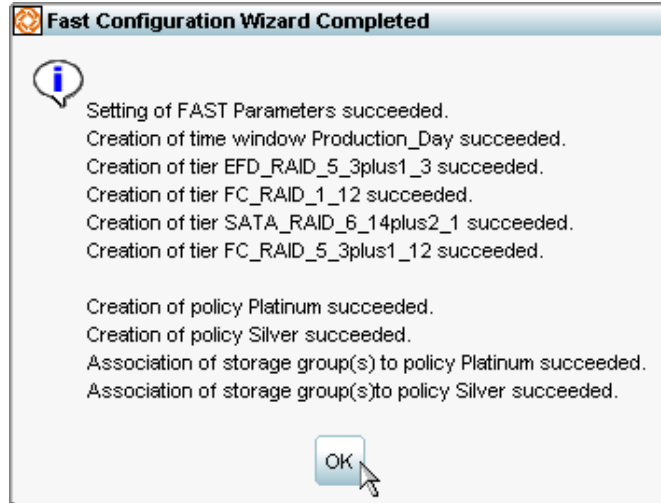 Fast Configuration Wizard Completed
Setting of FAST Parameters succeeded.
Creation of time window Production_Day succeeded.
Creation of tier EFD_RAID_5_3plus1_3 succeeded.
Creation of tier FC_RAID_1_12 succeeded.
Creation of tier SATA_RAID_6_14plus2_1 succeeded.
Creation of tier FC_RAID_5_3plus1_12 succeeded.
Creation of policy Platinum succeeded.
Creation of policy Silver succeeded.
Association of storage group(s) to policy Platinum succeeded.
Association of storage group(s)to policy Silver succeeded.
OK